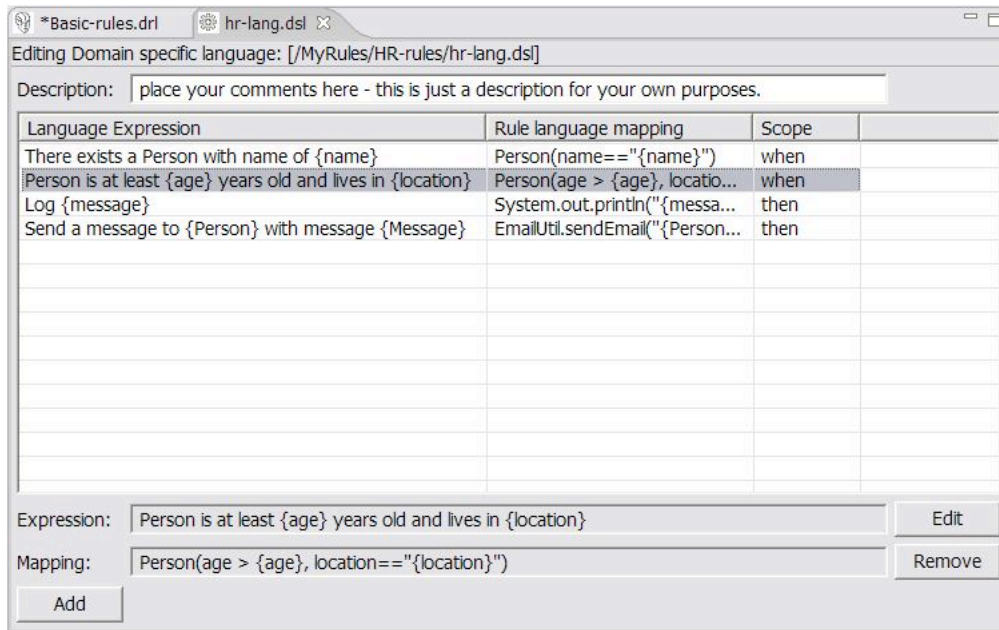 *Basic-rules.drl hr-lang.dsl
Editing Domain specific language: [/MyRules/HR-rules/hr-lang.dsl]
Description: place your comments here - this is just a description for your own purposes.
Language Expression Rule language mapping Scope
There exists a Person with name of {name} Person(name=="{name}") when
Person is at least {age} years old and lives in {location} Person(age > {age}, locatio... when
Log {message} System.out.println("{messa... then
Send a message to {Person} with message {Message} EmailUtil.sendEmail("{Person... then
Expression: Person is at least {age} years old and lives in {location} Edit
Mapping: Person(age > {age}, location=="{location}") Remove
Add